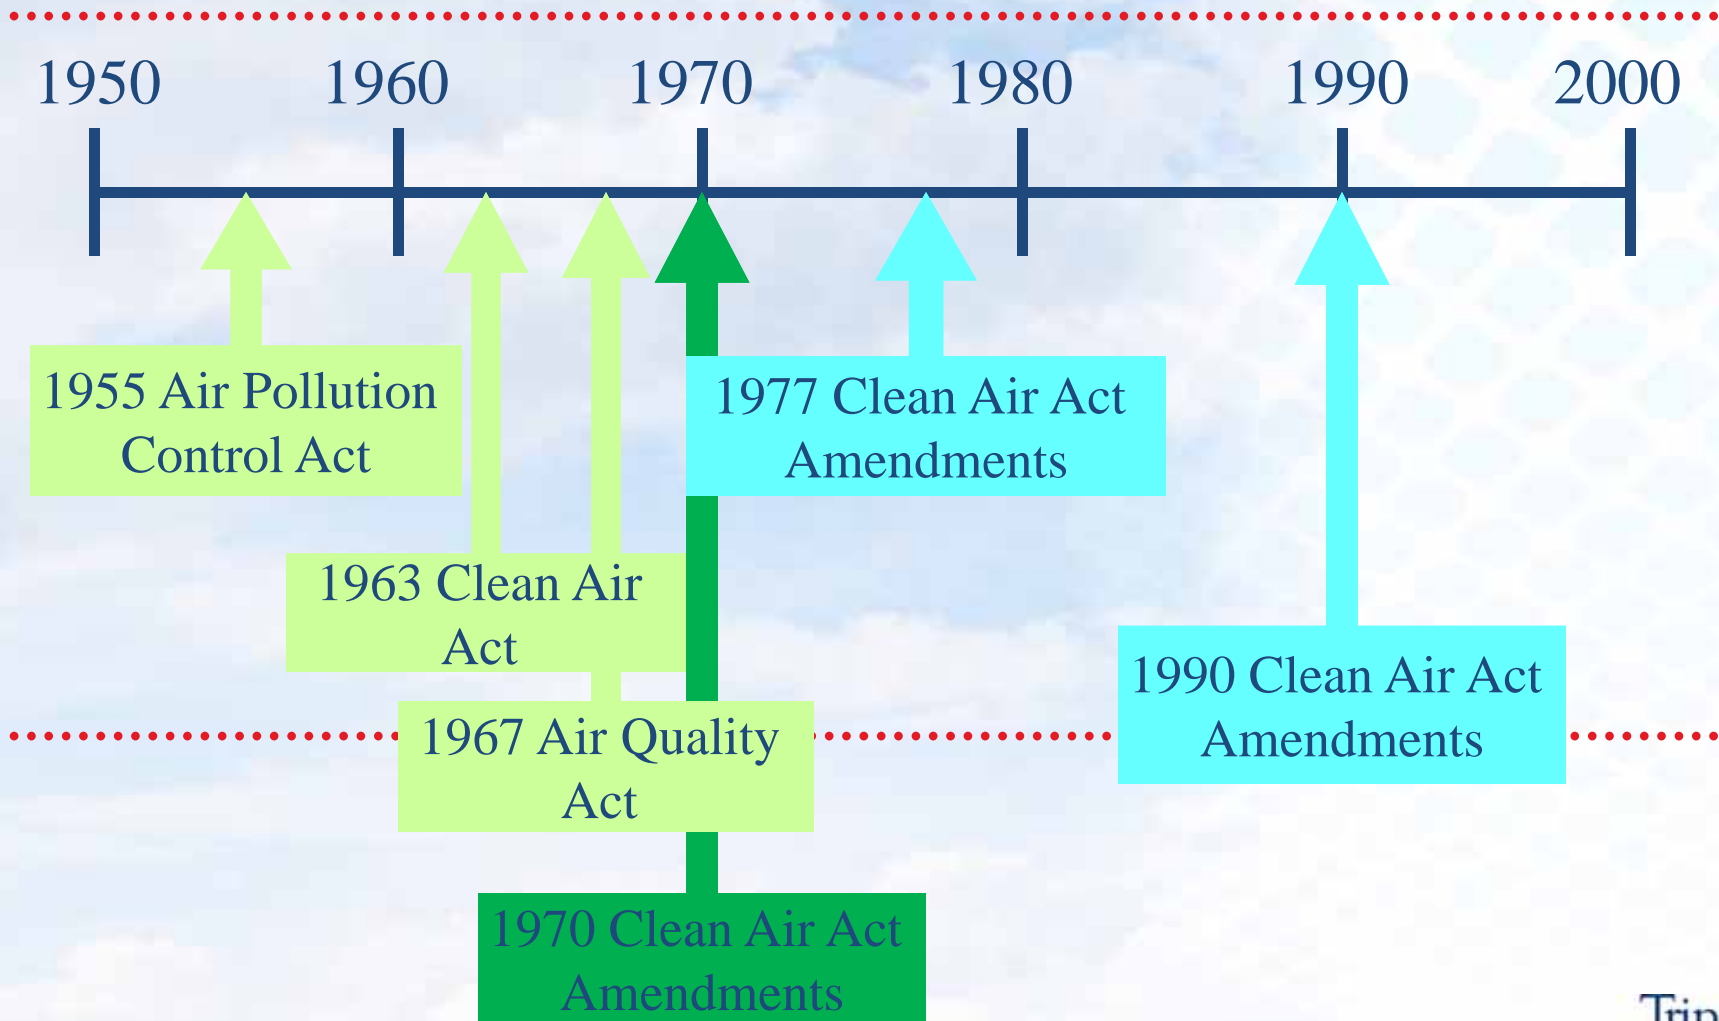 1950 1960 1970 1980 1990 2000
1955 Air Pollution
Control Act
1977 Clean Air Act
Amendments
1963 Clean Air
Act
1990 Clean Air Act
Amendments
1967 Air Quality
Act
1970 Clean Air Act
Amendments